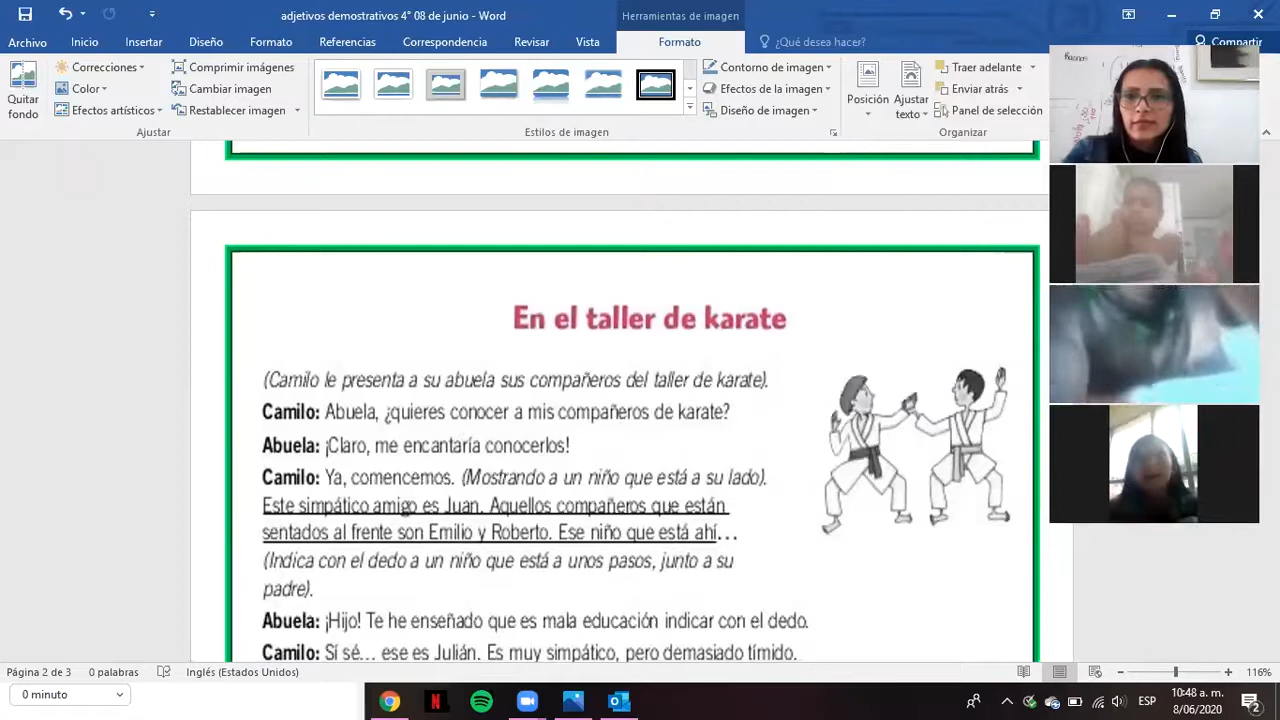 adjetivos demostrativos 4° 08 de junio - Word
Herramientas de imagen
Archivo Inicio Insertar Diseño Formato Referencias Correspondencia Revisar Vista Formato ¿Qué desea hacer? Compartir
Quitar fondo
Correcciones
Color
Efectos artísticos
Comprimir imágenes
Cambiar imagen
Restablecer imagen
Ajustar
Estilos de imagen
Contorno de imagen
Efectos de la imagen
Diseño de imagen
Posición
Ajustar texto
Traer adelante
Enviar atrás
Panel de selección
Organizar
En el taller de karate
(Camilo le presenta a su abuela sus compañeros del taller de karate).
Camilo: Abuela, ¿quieres conocer a mis compañeros de karate?
Abuela: ¡Claro, me encantaría conocerlos!
Camilo: Ya, comencemos. (Mostrando a un niño que está a su lado).
Este simpático amigo es Juan. Aquellos compañeros que están
sentados al frente son Emilio y Roberto. Ese niño que está ahí...
(Indica con el dedo a un niño que está a unos pasos, junto a su
padre).
Abuela: ¡Hijo! Te he enseñado que es mala educación indicar con el dedo.
Camilo: Sí sé... ese es Julián. Es muy simpático, pero demasiado tímido.
Página 2 de 3 0 palabras Inglés (Estados Unidos) 116%
0 minuto
ESP
10:48 a. m.
8/06/2020
2